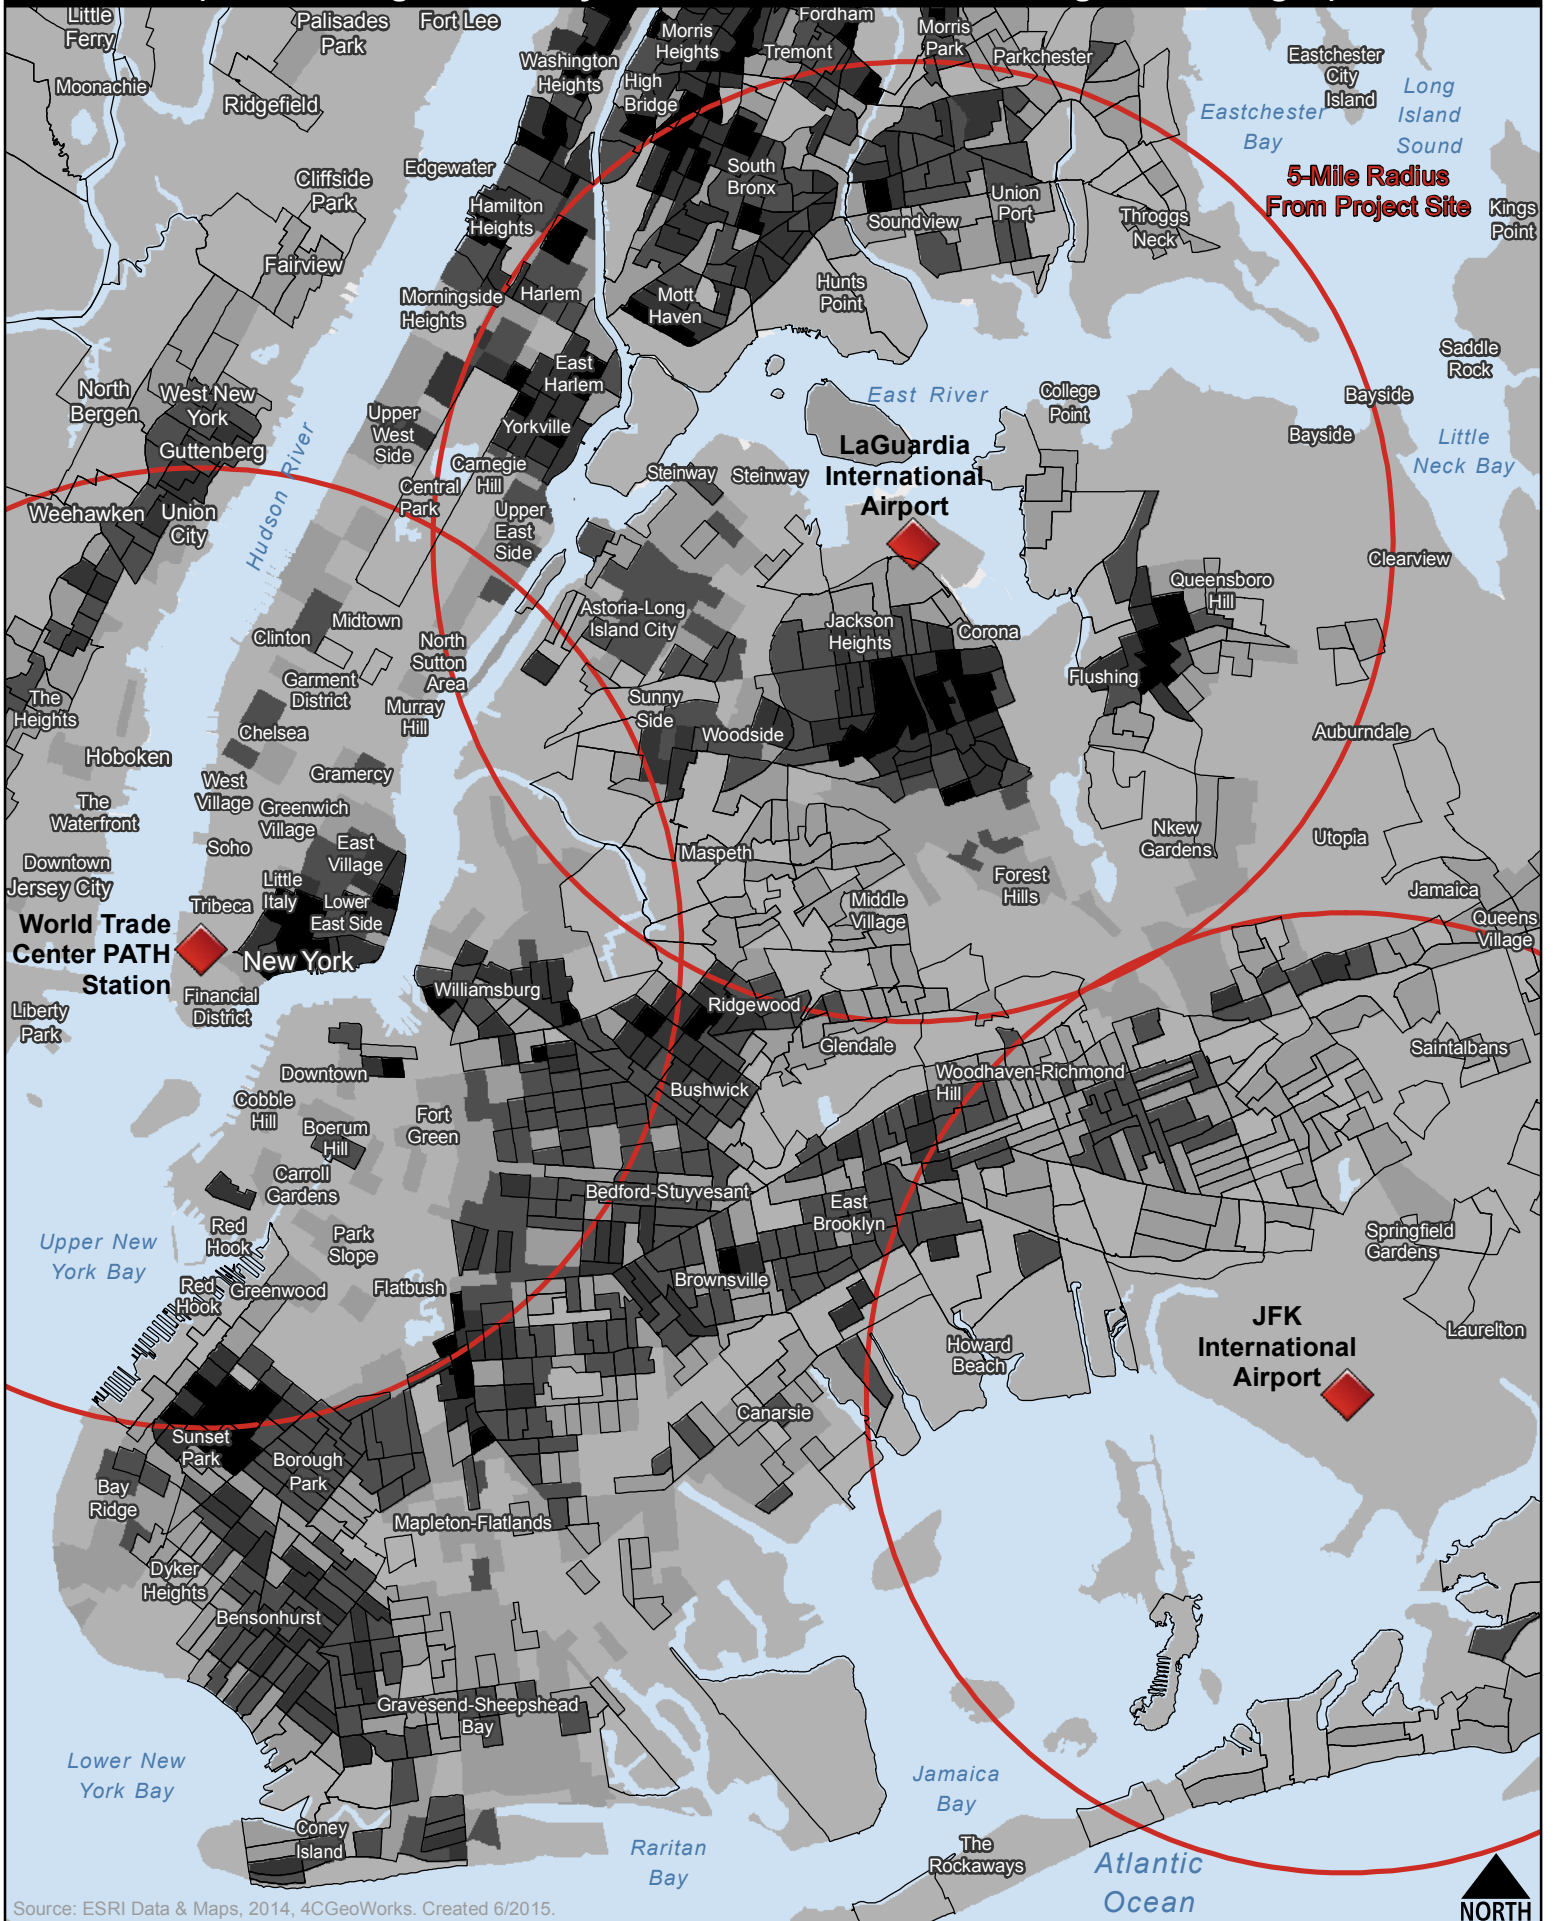 Little
Ferry
Palisades
Park
Fort Lee
Fordham
Morris
Heights
Tremont
Morris
Park
Parkchester
Eastchester
City
Island
Long
Island
Sound
Moonachie
Ridgefield
Washington
Heights
High
Bridge
Eastchester
Bay
Edgewater
Cliffside
Park
South
Bronx
5-Mile Radius
From Project Site
Kings
Point
Hamilton
Heights
Soundview
Union
Port
Throggs
Neck
Fairview
Morningside
Heights
Harlem
Mott
Haven
Hunts
Point
Saddle
Rock
North
Bergen
West New
York
East
Harlem
East River
College
Point
Bayside
Upper
West
Side
Yorkville
Bayside
Little
Neck Bay
Guttenberg
Hudson River
Carnegie
Hill
Steinway
Steinway
LaGuardia
International
Airport
Central
Park
Weehawken
Union
City
Upper
East
Side
Clearview
Queensboro
Hill
Astoria-Long
Island City
Jackson
Heights
Corona
Clinton
Midtown
North
Sutton
Area
Flushing
The
Heights
Garment
District
Murray
Hill
Sunny
Side
Woodside
Chelsea
Auburndale
Hoboken
West
Village
Gramercy
The
Waterfront
Greenwich
Village
Soho
East
Village
Maspeth
Nkew
Gardens
Utopia
Downtown
Jersey City
Little
Italy
Lower
East Side
Middle
Village
Forest
Hills
Jamaica
Queens
Village
Tribeca
World Trade
Center PATH
Station
New York
Financial
District
Williamsburg
Ridgewood
Liberty
Park
Glendale
Saintalbans
Downtown
Bushwick
Woodhaven-Richmond
Hill
Cobble
Hill
Fort
Green
Boerum
Hill
Carroll
Gardens
Bedford-Stuyvesant
East
Brooklyn
Upper New
York Bay
Red
Hook
Park
Slope
Springfield
Gardens
Red
Hook
Greenwood
Flatbush
Brownsville
JFK
International
Airport
Laurelton
Howard
Beach
Canarsie
Sunset
Park
Borough
Park
Bay
Ridge
Mapleton-Flatlands
Dyker
Heights
Bensonhurst
Gravesend-Sheepshead
Bay
Lower New
York Bay
Jamaica
Bay
Coney
Island
Raritan
Bay
The
Rockaways
Atlantic
Ocean
Source: ESRI Data & Maps, 2014, 4CGeoWorks. Created 6/2015.
NORTH